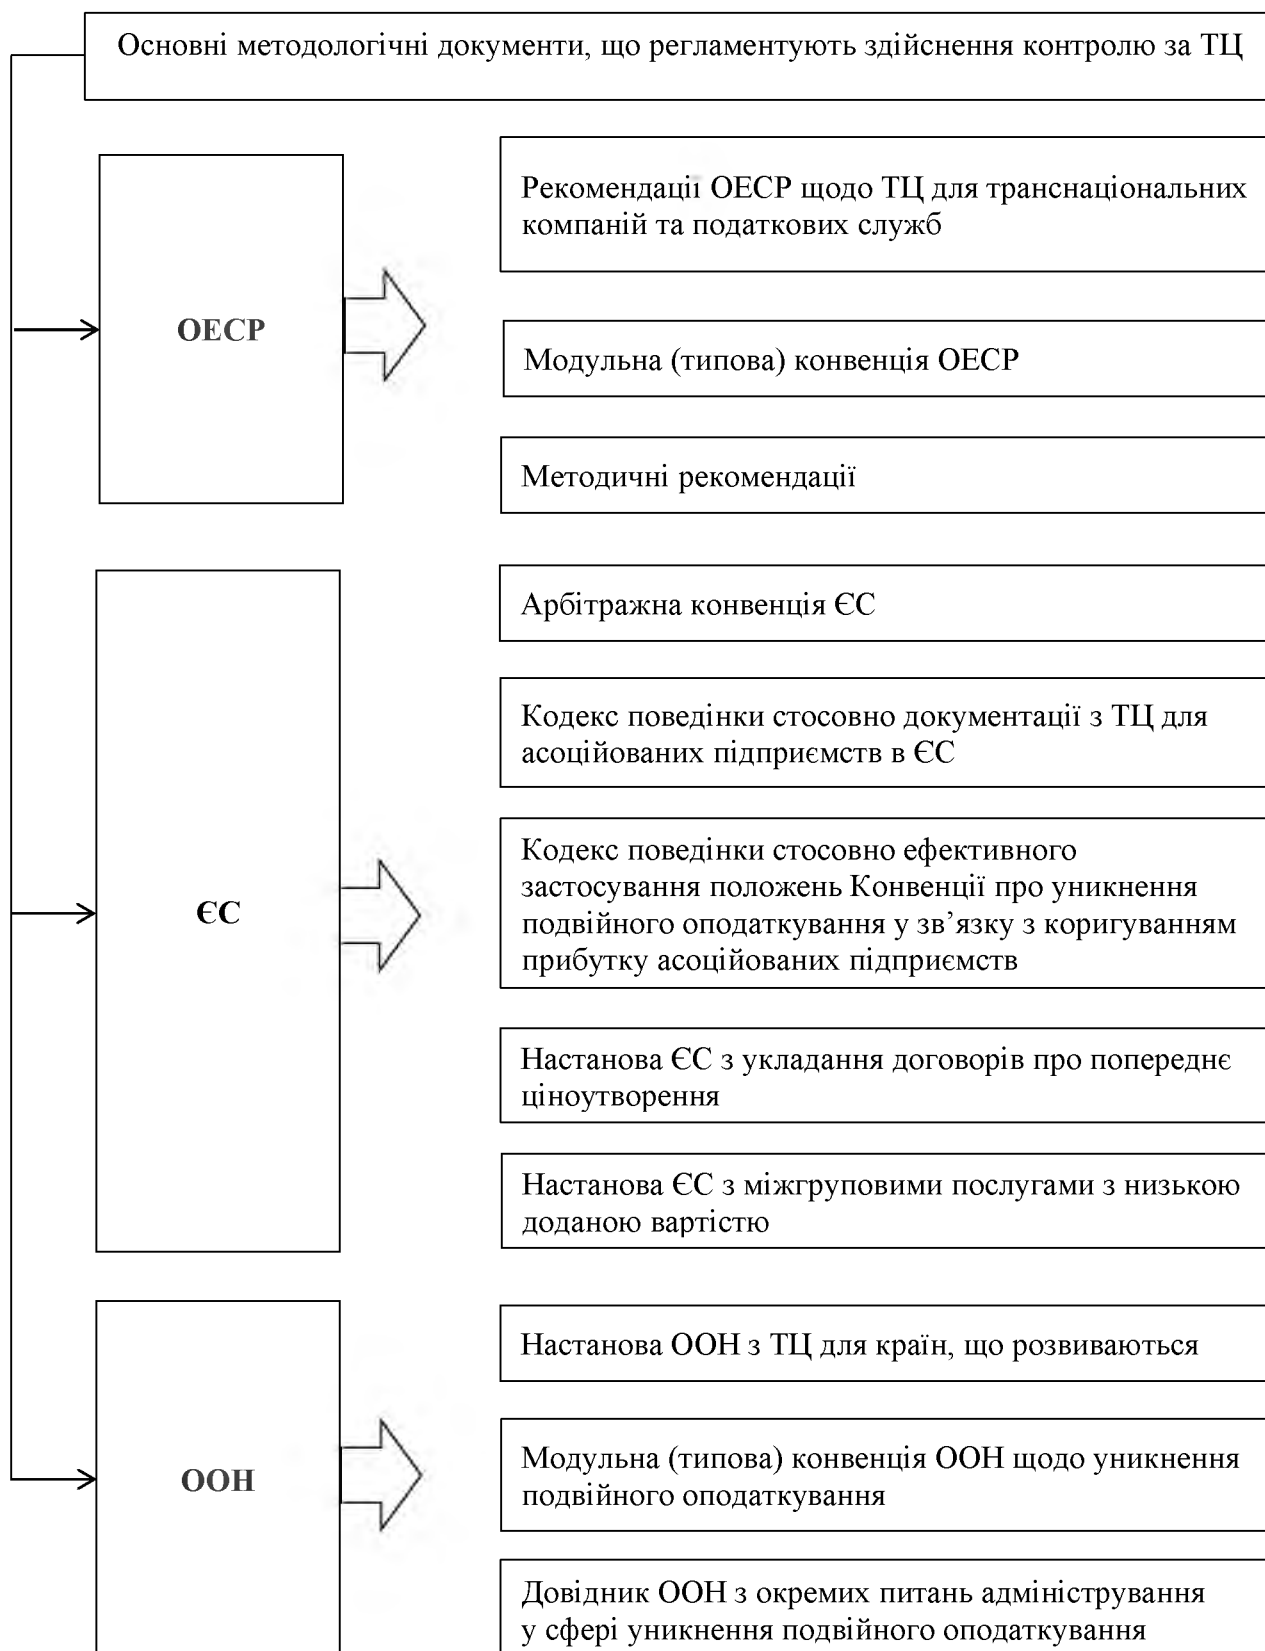 Основні методологічні документи, що регламентують здійснення контролю за ТЦ
ОЕСР
Рекомендації ОЕСР щодо ТЦ для транснаціональних
компаній та податкових служб
Модульна (типова) конвенція ОЕСР
Методичні рекомендації
ЄС
Арбітражна конвенція ЄС
Кодекс поведінки стосовно документації з ТЦ для
асоційованих підприємств в ЄС
Кодекс поведінки стосовно ефективного
застосування положень Конвенції про уникнення
подвійного оподаткування у зв’язку з коригуванням
прибутку асоційованих підприємств
Настанова ЄС з укладання договорів про попереднє
ціноутворення
Настанова ЄС з міжгруповими послугами з низькою
доданою вартістю
ООН
Настанова ООН з ТЦ для країн, що розвиваються
Модульна (типова) конвенція ООН щодо уникнення
подвійного оподаткування
Довідник ООН з окремих питань адміністрування
у сфері уникнення подвійного оподаткування